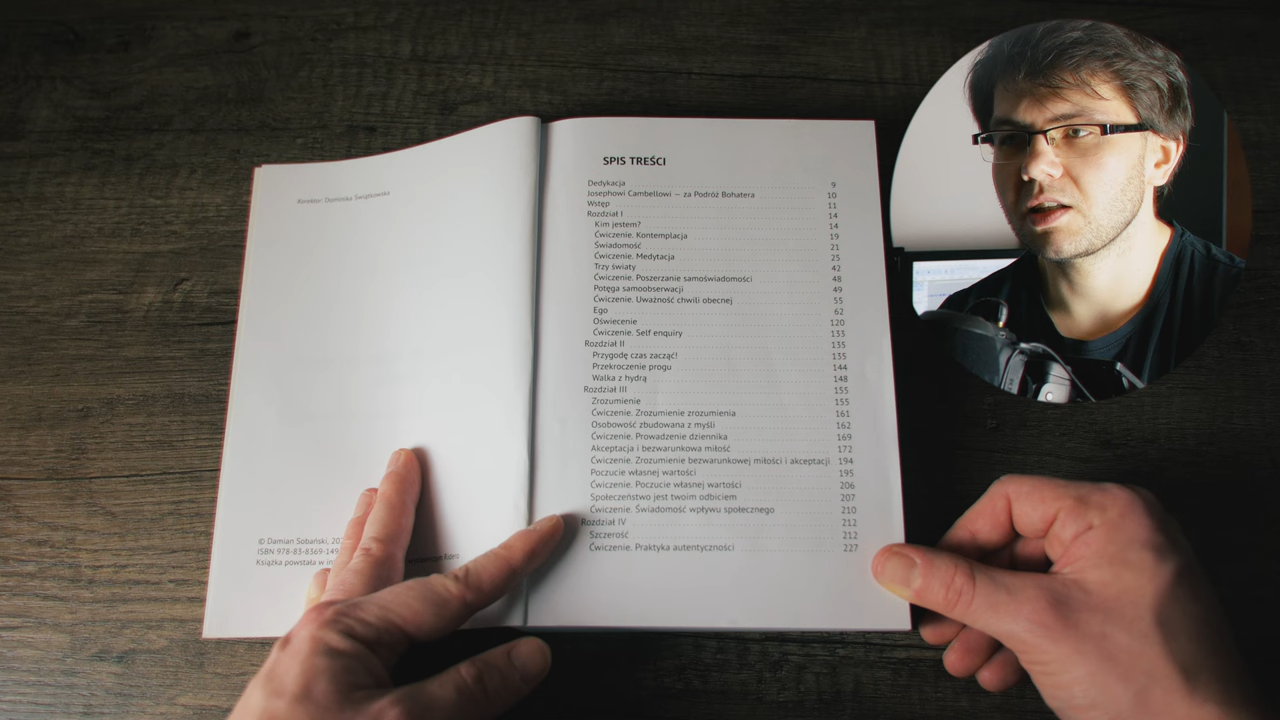 Korektor: Dominika Świątkowska
© Damian Sobański, 202
ISBN 978-83-8369-149
Książka powstała w in
SPIS TREŚCI
Dedykacja 9
Josephowi Cambellowi — za Podróż Bohatera 10
Wstęp 11
Rozdział I 14
Kim jestem? 14
Ćwiczenie. Kontemplacja 19
Świadomość 21
Ćwiczenie. Medytacja 25
Trzy światy 42
Ćwiczenie. Poszerzanie samoświadomości 48
Potęga samoobserwacji 49
Ćwiczenie. Uważność chwili obecnej 55
Ego 62
Oświecenie 120
Ćwiczenie. Self enquiry 133
Rozdział II 135
Przygodę czas zacząć! 135
Przekroczenie progu 144
Walka z hydrą 148
Rozdział III 155
Zrozumienie 155
Ćwiczenie. Zrozumienie zrozumienia 161
Osobowość zbudowana z myśli 162
Ćwiczenie. Prowadzenie dziennika 169
Akceptacja i bezwarunkowa miłość 172
Ćwiczenie. Zrozumienie bezwarunkowej miłości i akceptacji 194
Poczucie własnej wartości 195
Ćwiczenie. Poczucie własnej wartości 206
Społeczeństwo jest twoim odbiciem 207
Ćwiczenie. Świadomość wpływu społecznego 210
Rozdział IV 212
Szczerość 212
Ćwiczenie. Praktyka autentyczności 227